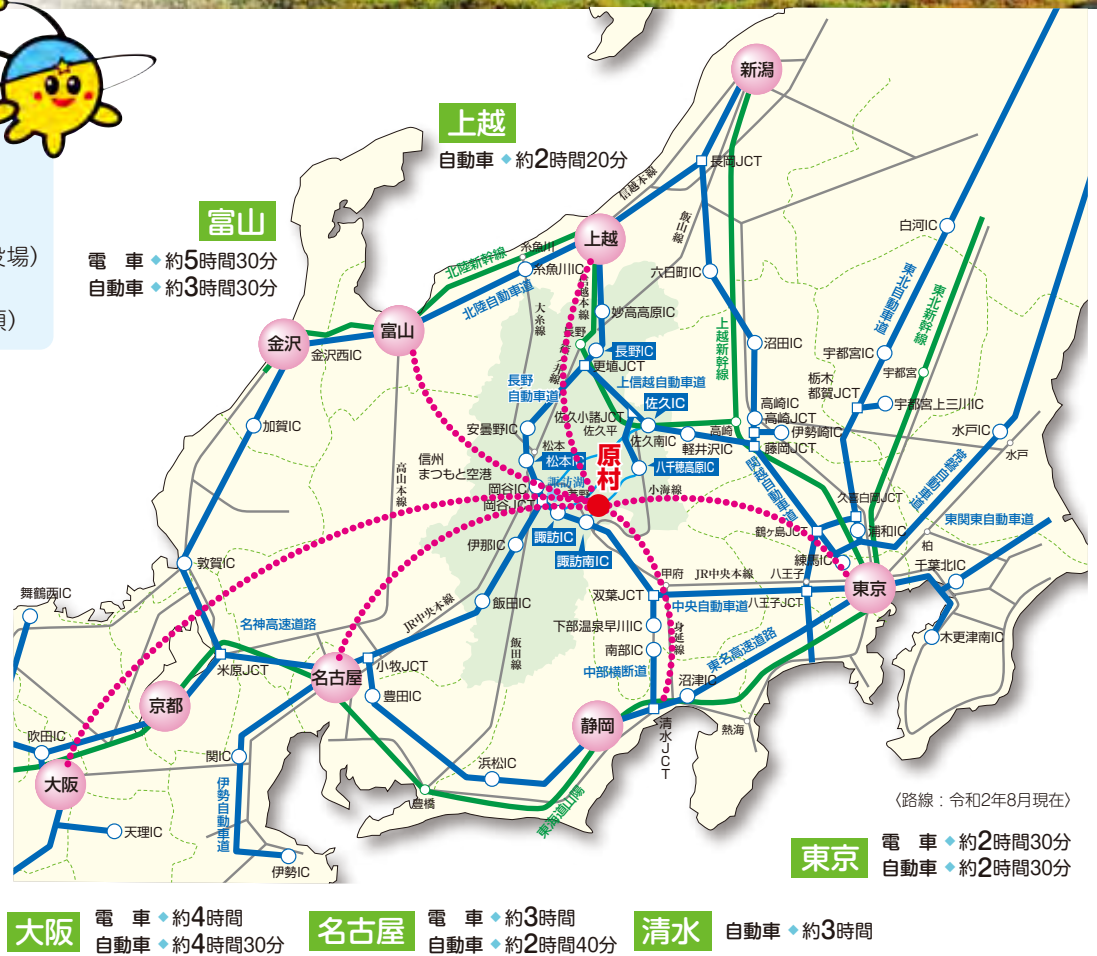 役場)
頂)
上越
自動車◆約2時間20分
富山
電　車◆約5時間30分
自動車◆約3時間30分
新潟
長岡JCT
信越本線
飯山線
白河IC
上越
糸魚川
北陸新幹線
糸魚川IC
北陸自動車道
六日町IC
東北自動車道
東北新幹線
大糸線
妙高高原IC
富山
金沢
金沢西IC
上越新幹線
沼田IC
長野
長野IC
更埴JCT
宇都宮IC
宇都宮
栃木
都賀JCT
長野
自動車道
上信越自動車道
佐久IC
宇都宮上三川IC
加賀IC
安曇野IC
佐久小諸JCT
佐久平
佐久南IC
軽井沢IC
高崎
高崎IC
高崎JCT
伊勢崎IC
藤岡JCT
水戸IC
水戸
常磐自動車道
高山本線
信州
まつもと空港
松本
松本IC
原村
八千穂高原IC
小海線
関越自動車道
岡谷IC
岡谷JCT
諏訪湖
茅野
諏訪IC
諏訪南IC
久喜白岡JCT
鶴ヶ島JCT
浦和IC
東関東自動車道
柏
練馬IC
千葉北IC
伊那IC
敦賀IC
舞鶴西IC
飯田IC
JR中央本線
飯田線
甲府
JR中央本線
八王子
東京
双葉JCT
中央自動車道
八王子JCT
下部温泉早川IC
身延線
南部IC
中部横断道
東名高速道路
木更津南IC
名神高速道路
米原JCT
小牧JCT
名古屋
京都
豊田IC
沼津IC
静岡
清水JCT
熱海
吹田IC
大阪
関IC
浜松IC
伊勢自動車道
豊橋
東海道山陽
天理IC
伊勢IC
〈路線：令和2年8月現在〉
東京
電　車◆約2時間30分
自動車◆約2時間30分
大阪
電　車◆約4時間
自動車◆約4時間30分
名古屋
電　車◆約3時間
自動車◆約2時間40分
清水
自動車◆約3時間